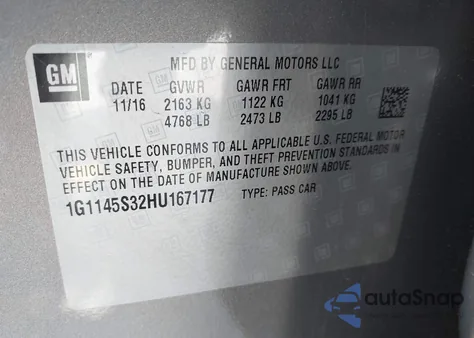 GM
MFD BY GENERAL MOTORS LLC
DATE GVWR GAWR FRT GAWR RR
11/16 2163 KG 1122 KG 1041 KG
4768 LB 2473 LB 2295 LB
THIS VEHICLE CONFORMS TO ALL APPLICABLE U.S. FEDERAL MOTOR
VEHICLE SAFETY, BUMPER, AND THEFT PREVENTION STANDARDS IN
EFFECT ON THE DATE OF MANUFACTURE SHOWN ABOVE.
1G1145S32HU167177 TYPE: PASS CAR
autoSnap